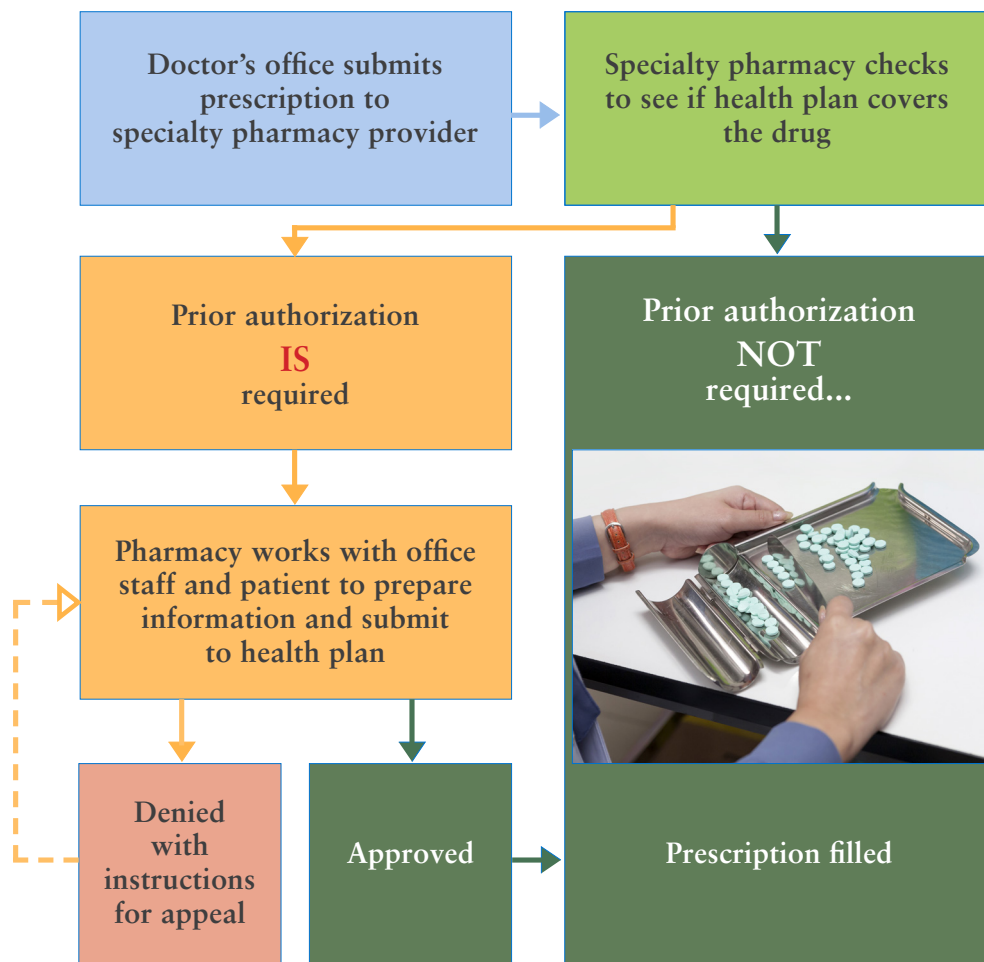 Doctor’s office submits
prescription to
specialty pharmacy provider
Specialty pharmacy checks
to see if health plan covers
the drug
Prior authorization
IS
required
Prior authorization
NOT
required...
Pharmacy works with office
staff and patient to prepare
information and submit
to health plan
Denied
with
instructions
for appeal
Approved
Prescription filled